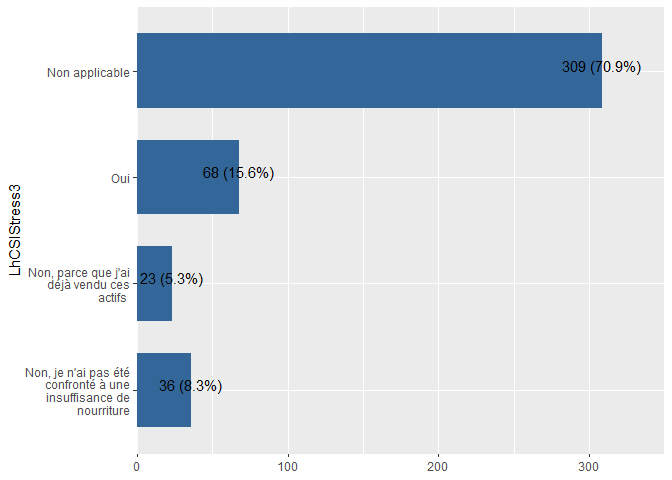 LhCSIStress3
Non applicable
309 (70.9%)
Oui
68 (15.6%)
Non, parce que j'ai
déjà vendu ces
actifs
23 (5.3%)
Non, je n'ai pas été
confronté à une
insuffisance de
nourriture
36 (8.3%)
0
100
200
300